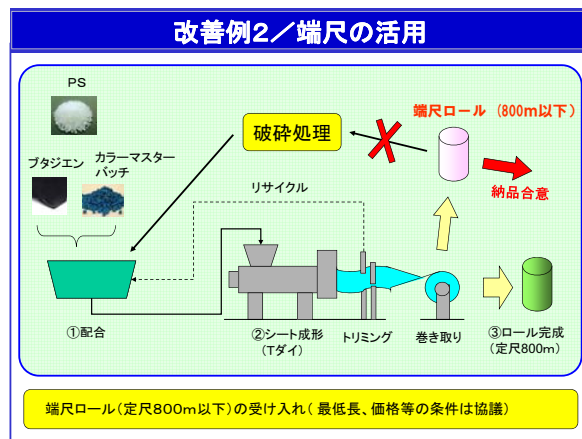 改善例2／端尺の活用
PS
端尺ロール （800m以下）
破砕処理
ブタジエン
カラーマスター
バッチ
リサイクル
納品合意
①配合
②シート成形
（Tダイ）
トリミング
巻き取り
③ロール完成
（定尺800m）
端尺ロール（定尺８００ｍ以下）の受け入れ（ 最低長、価格等の条件は協議）